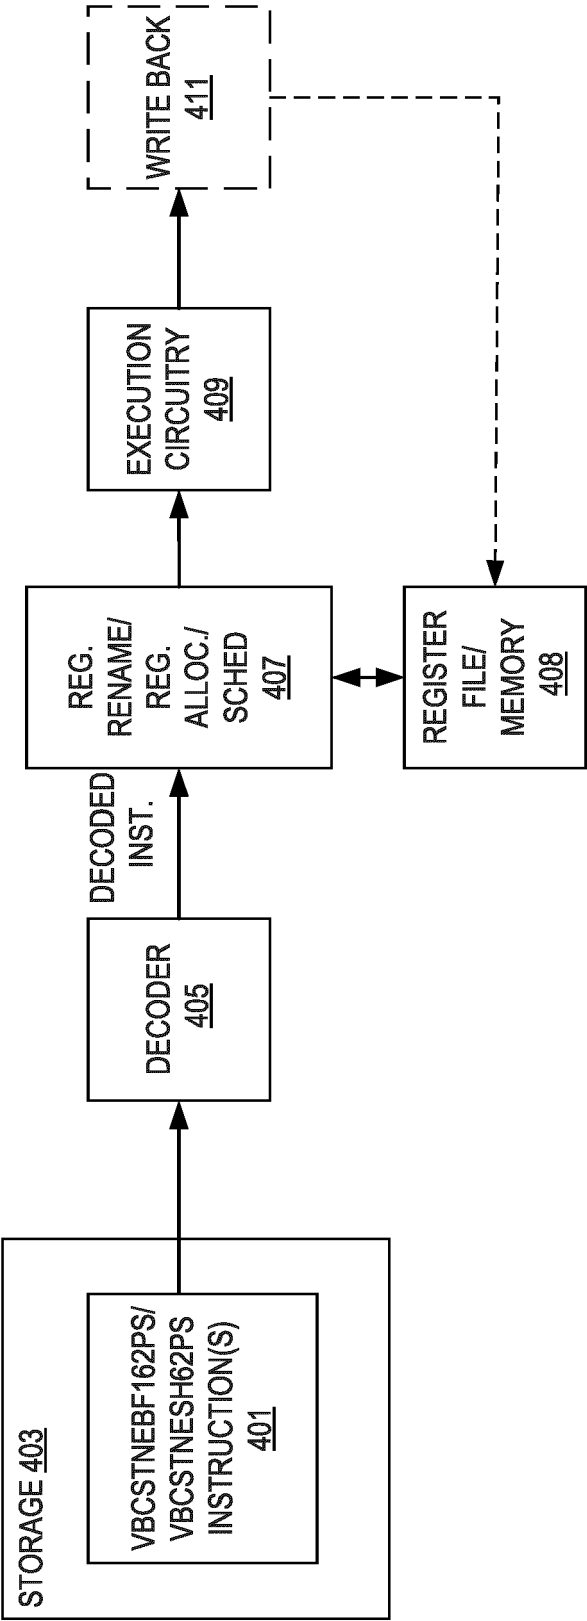 STORAGE 403
VBCSTNEBF162PS/
VBCSTNESH62PS
INSTRUCTION(S)
401
DECODER
405
DECODED
INST.
REG.
RENAME/
REG.
ALLOC./
SCHED
407
REGISTER
FILE/
MEMORY
408
EXECUTION
CIRCUITRY
409
WRITE BACK
411